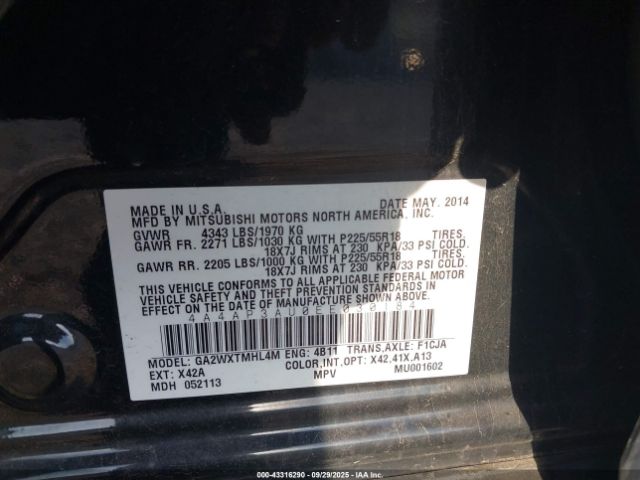 MADE IN U.S.A. DATE MAY. 2014
MFD BY MITSUBISHI MOTORS NORTH AMERICA, INC.
GVWR 4343 LBS/1970 KG
GAWR FR. 2271 LBS/1030 KG WITH P225/55R18 TIRES,
18X7J RIMS AT 230 KPA/33 PSI COLD.
GAWR RR. 2205 LBS/1000 KG WITH P225/55R18 TIRES,
18X7J RIMS AT 230 KPA/33 PSI COLD.
THIS VEHICLE CONFORMS TO ALL APPLICABLE FEDERAL MOTOR
VEHICLE SAFETY AND THEFT PREVENTION STANDARDS IN
EFFECT ON THE DATE OF MANUFACTURE SHOWN ABOVE.
4A4AP3AU0EE030184
MODEL: GA2WXTMHL4M ENG: 4B11 TRANS,AXLE: F1CJA
EXT: X42A COLOR,INT,OPT: X42,41X,A13
MDH 052113 MPV MU001602
000-43316290 - 09/29/2025 - IAAI.COM